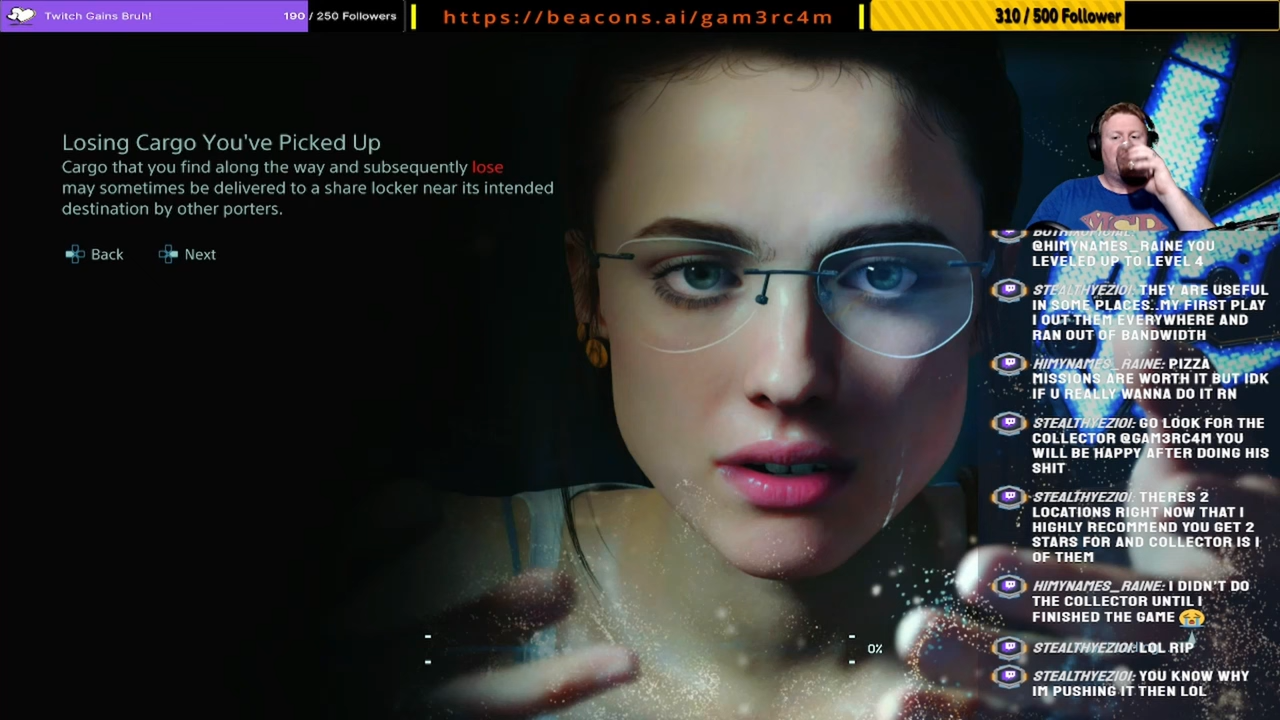 Twitch Gains Bruh!
190 / 250 Followers
https://beacons.ai/gam3rc4m
310 / 500 Follower
Losing Cargo You've Picked Up
Cargo that you find along the way and subsequently lose
may sometimes be delivered to a share locker near its intended
destination by other porters.
Back
Next
0%
@HIMYNAMES_RAINE YOU
LEVELED UP TO LEVEL 4
STEALTHYEZIO1: THEY ARE USEFUL
IN SOME PLACES..MY FIRST PLAY
I OUT THEM EVERYWHERE AND
RAN OUT OF BANDWIDTH
HIMYNAMES_RAINE: PIZZA
MISSIONS ARE WORTH IT BUT IDK
IF U REALLY WANNA DO IT RN
STEALTHYEZIO1: GO LOOK FOR THE
COLLECTOR @GAM3RC4M YOU
WILL BE HAPPY AFTER DOING HIS
SHIT
STEALTHYEZIO1: THERES 2
LOCATIONS RIGHT NOW THAT I
HIGHLY RECOMMEND YOU GET 2
STARS FOR AND COLLECTOR IS 1
OF THEM
HIMYNAMES_RAINE: I DIDN'T DO
THE COLLECTOR UNTIL I
FINISHED THE GAME 😭
STEALTHYEZIO1: LOL RIP
STEALTHYEZIO1: YOU KNOW WHY
IM PUSHING IT THEN LOL